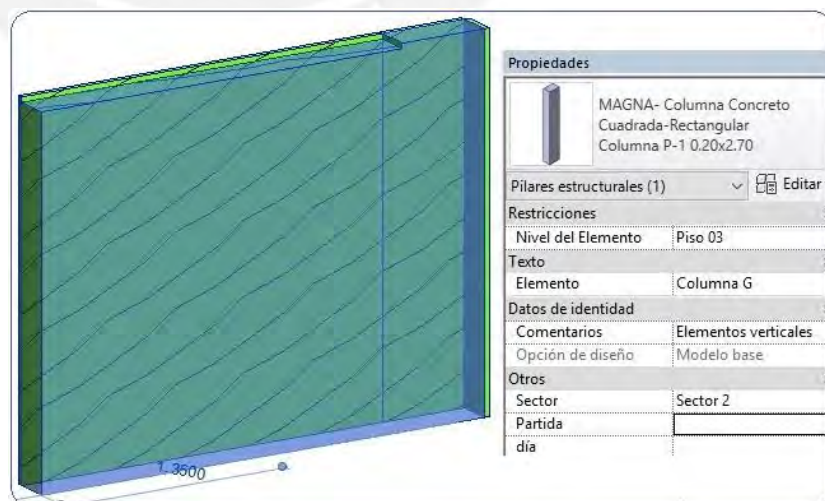 Propiedades
MAGNA- Columna Concreto
Cuadrada-Rectangular
Columna P-1 0.20x2.70
Pilares estructurales (1)
Editar
Restricciones
Nivel del Elemento Piso 03
Texto
Elemento Columna G
Datos de identidad
Comentarios Elementos verticales
Opción de diseño Modelo base
Otros
Sector Sector 2
Partida
día
1.3500